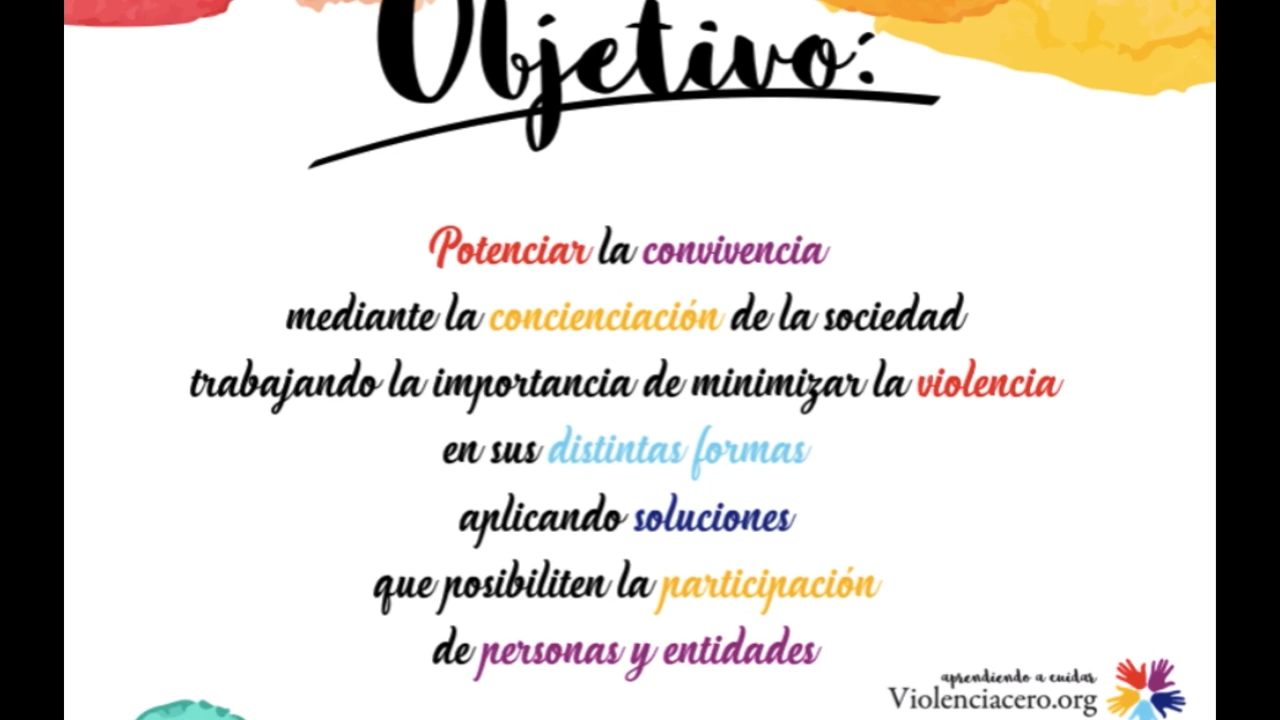 Objetivo:
Potenciar la convivencia
mediante la concienciación de la sociedad
trabajando la importancia de minimizar la violencia
en sus distintas formas
aplicando soluciones
que posibiliten la participación
de personas y entidades
aprendiendo a cuidar
Violenciacero.org